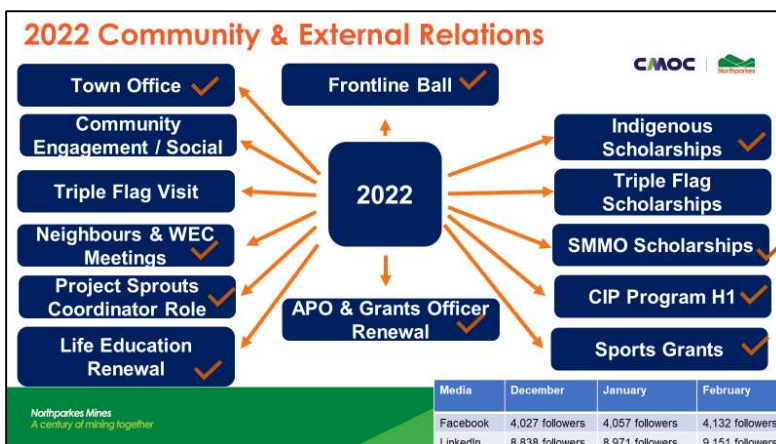 2022 Community & External Relations
CMOC
Northparkes
Town Office
Frontline Ball
Community
Engagement / Social
Triple Flag Visit
Neighbours & WEC
Meetings
Project Sprouts
Coordinator Role
Life Education
Renewal
2022
APO & Grants Officer
Renewal
Indigenous
Scholarships
Triple Flag
Scholarships
SMMO Scholarships
CIP Program H1
Sports Grants
Northparkes Mines
A century of mining together
Media December January February
Facebook 4,027 followers 4,057 followers 4,132 followers
LinkedIn 8,838 followers 8,971 followers 9,151 followers